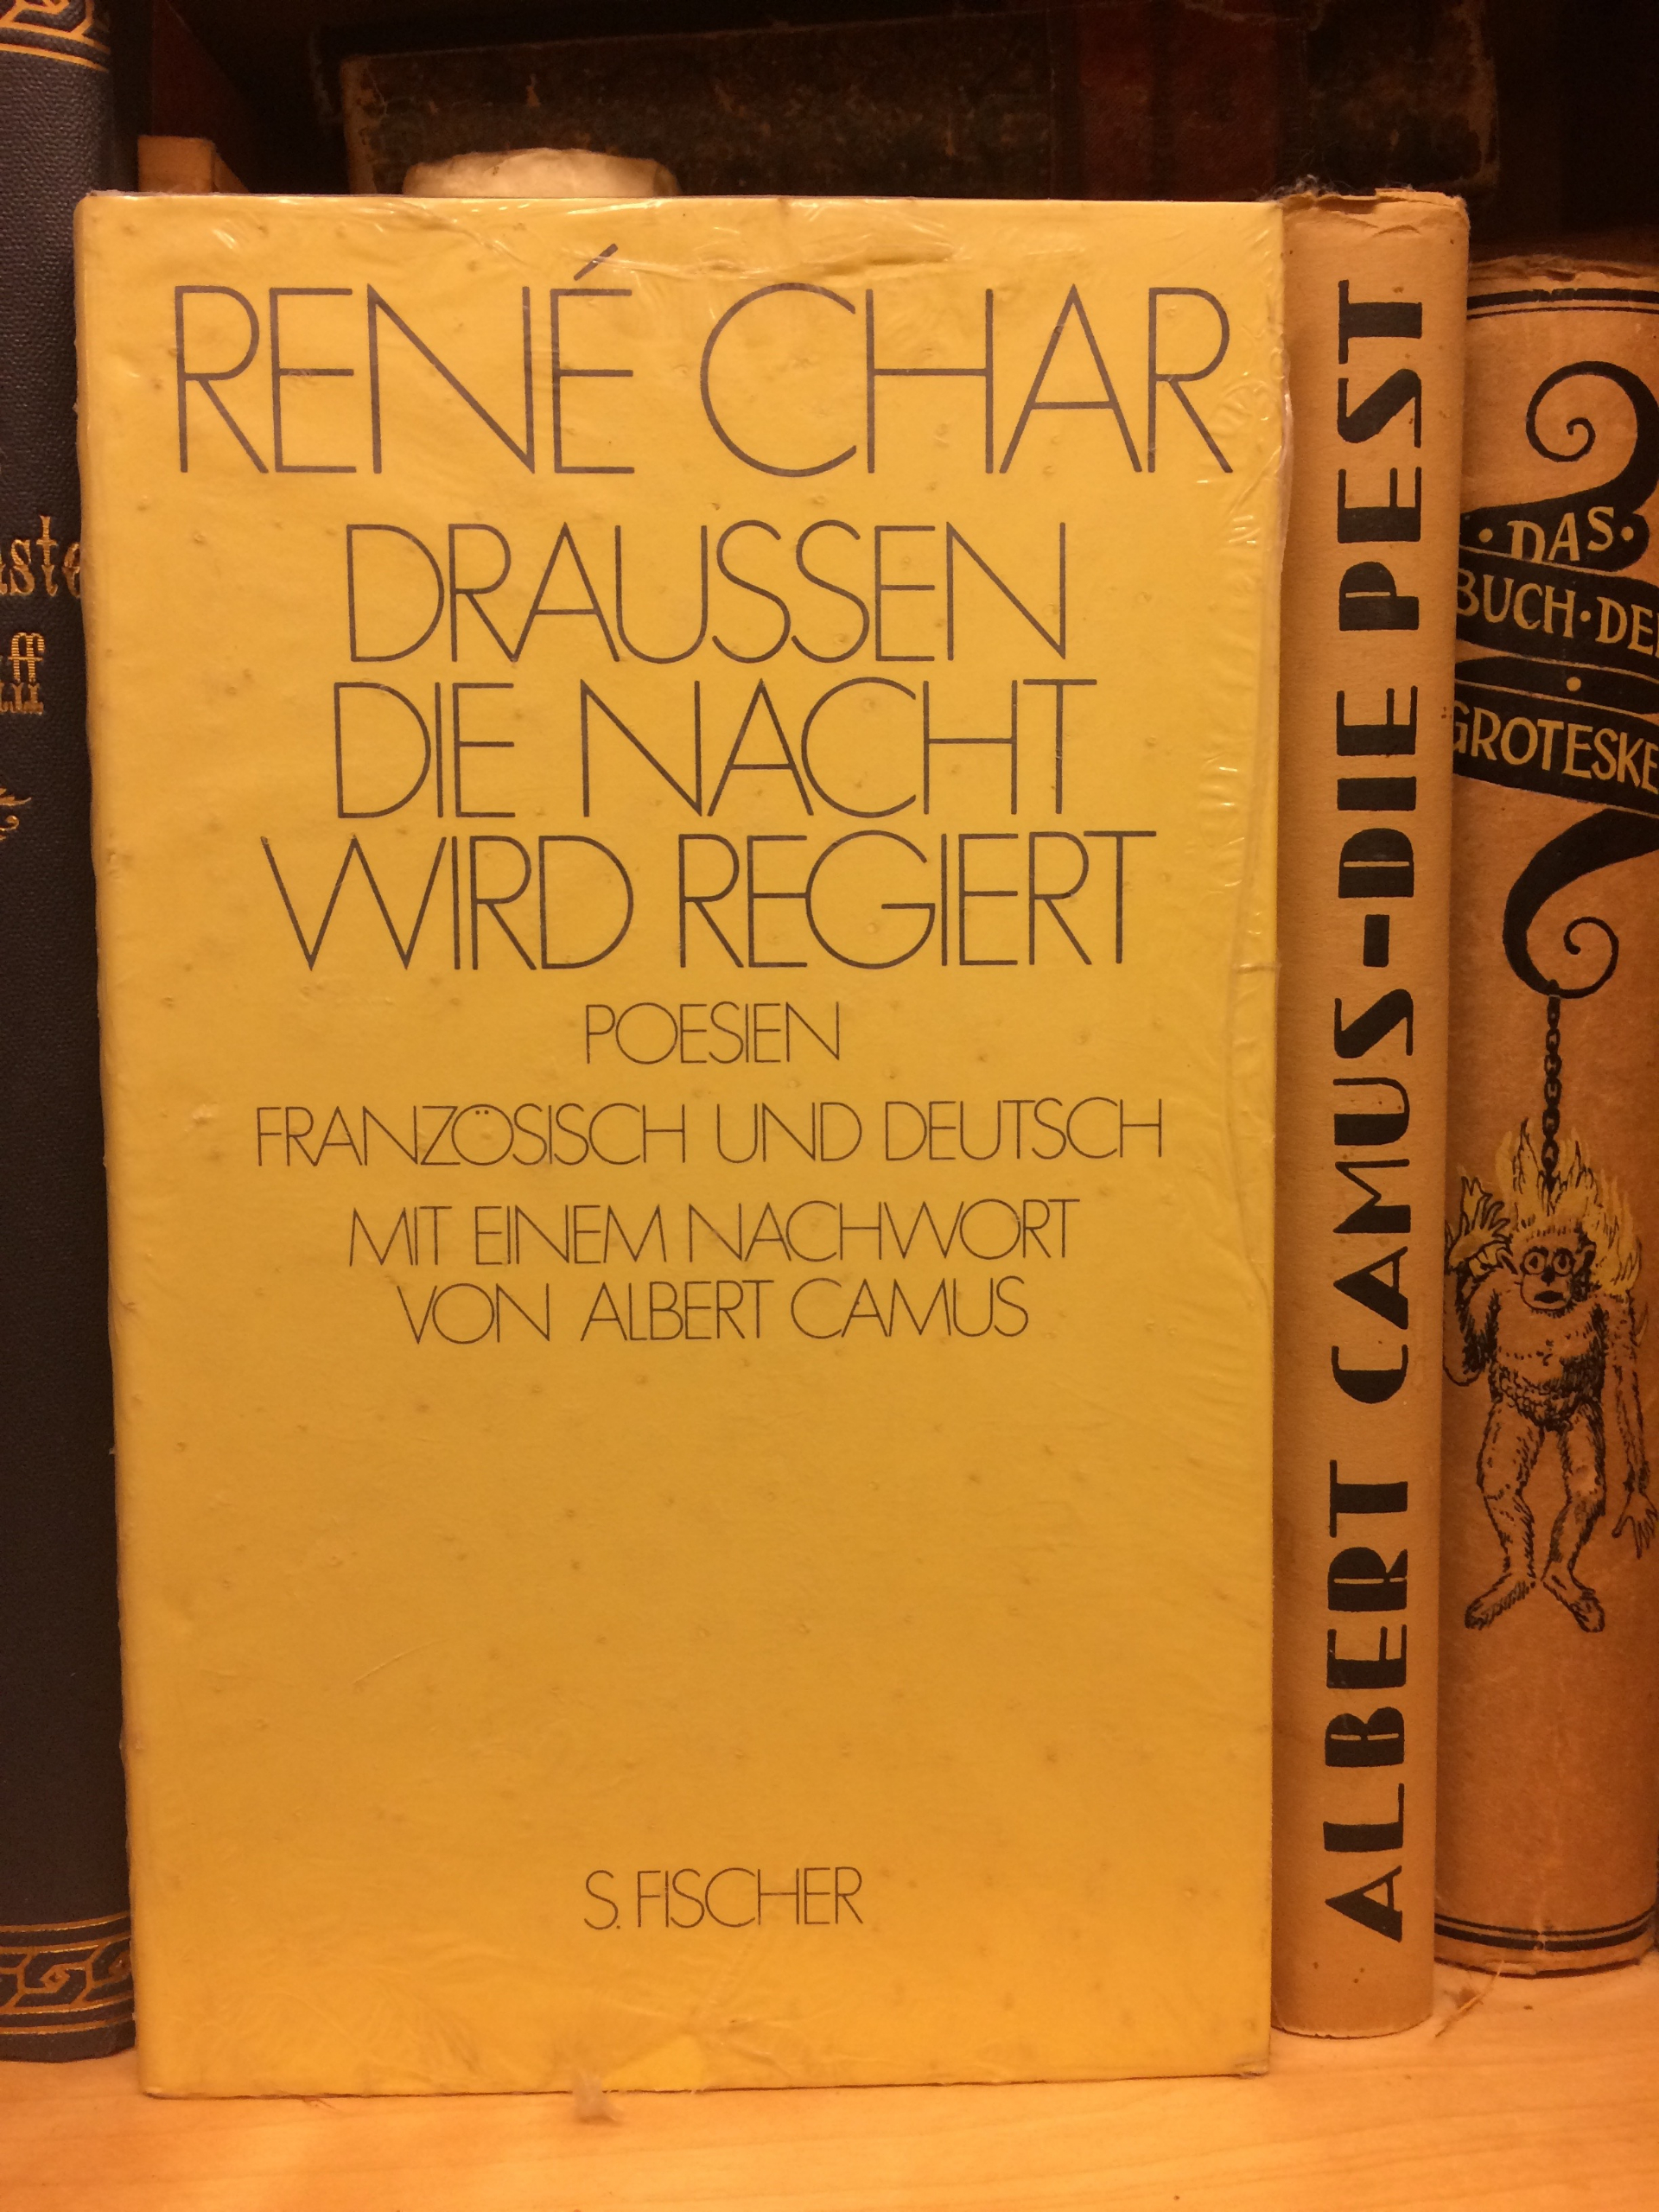 RENÉ CHAR
DRAUSSEN
DIE NACHT
WIRD REGIERT
POESIEN
FRANZÖSISCH UND DEUTSCH
MIT EINEM NACHWORT
VON ALBERT CAMUS
S. FISCHER
ALBERT CAMUS-DIE PEST
·DAS·
BUCH·DER
GROTESKE